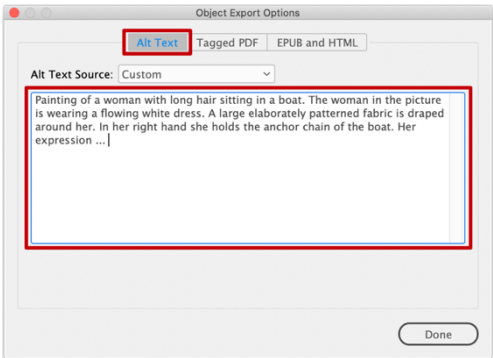 Object Export Options
Alt Text Tagged PDF EPUB and HTML
Alt Text Source: Custom
Painting of a woman with long hair sitting in a boat. The woman in the picture
is wearing a flowing white dress. A large elaborately patterned fabric is draped
around her. In her right hand she holds the anchor chain of the boat. Her
expression ...
Done